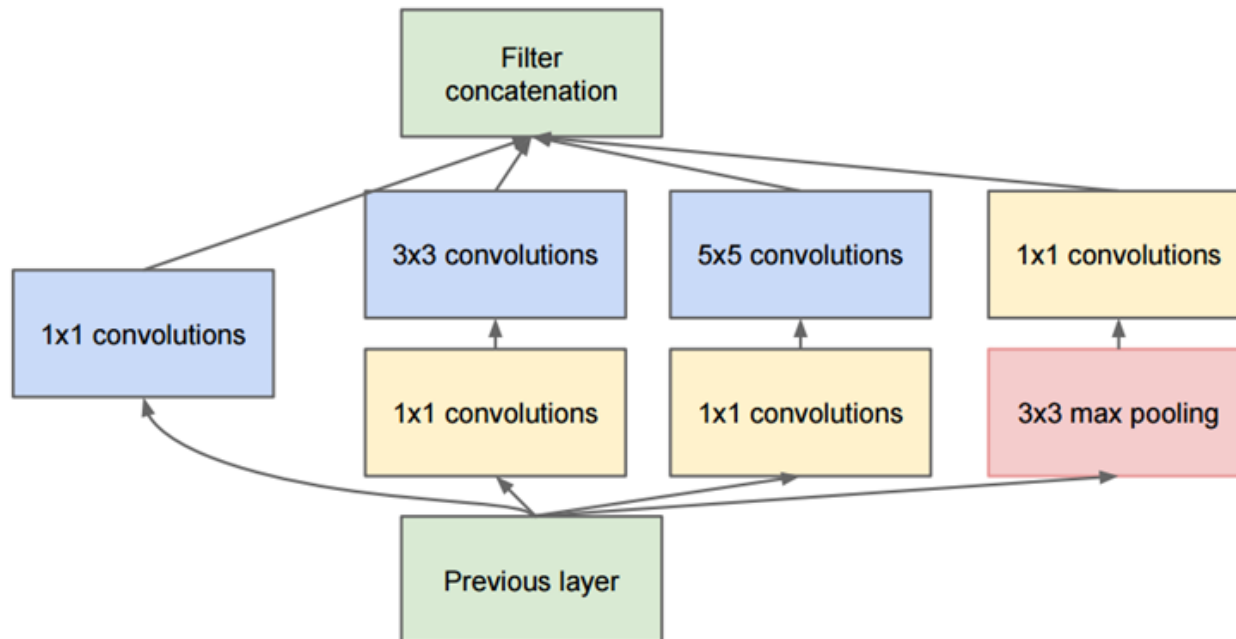 Filter
concatenation
3x3 convolutions
5x5 convolutions
1x1 convolutions
1x1 convolutions
1x1 convolutions
1x1 convolutions
3x3 max pooling
Previous layer